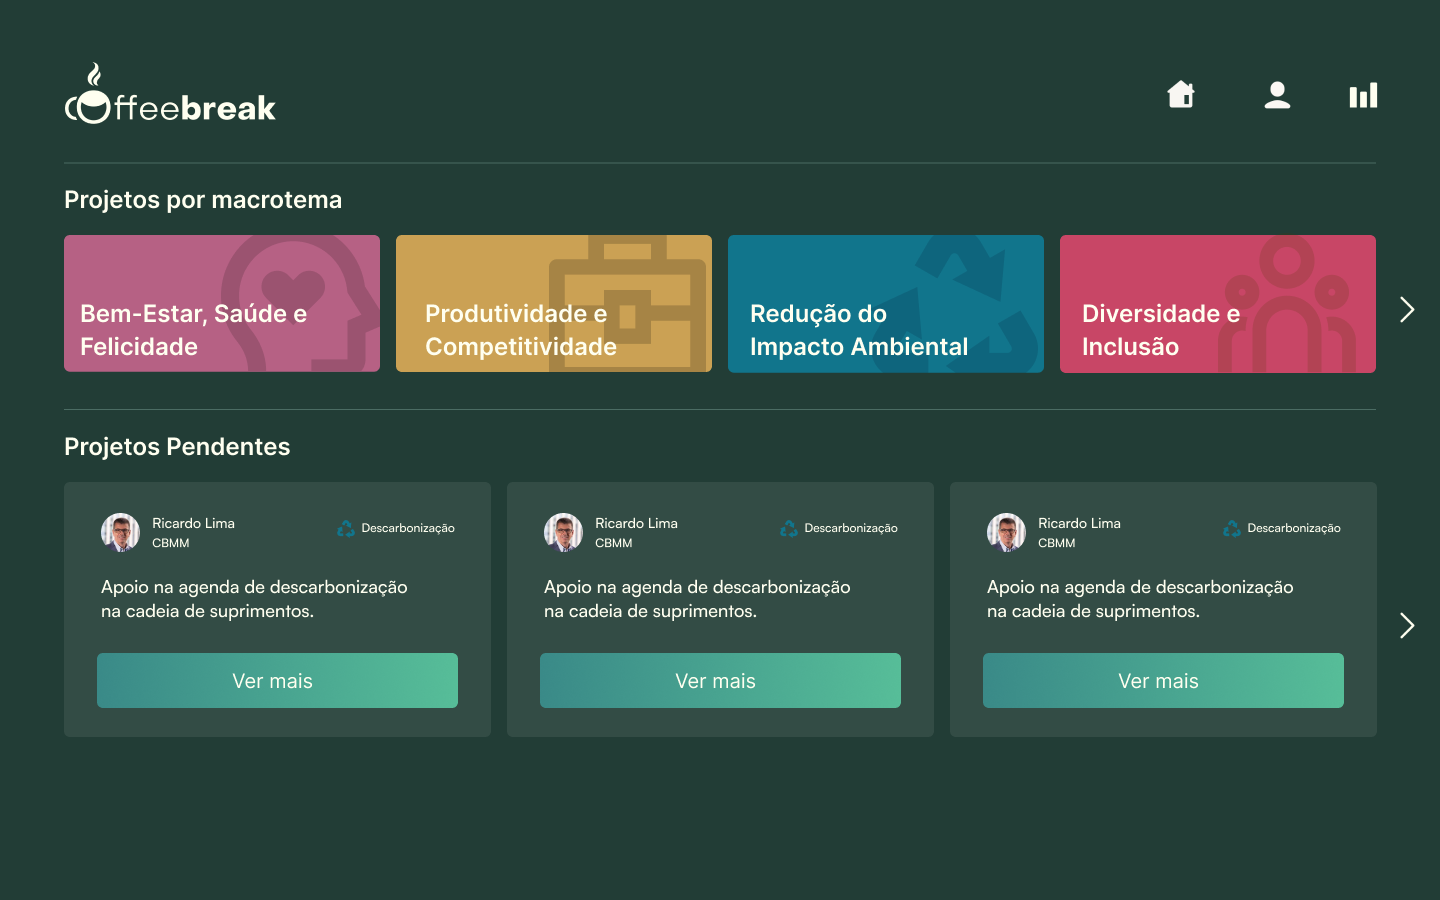 offeebreak
Projetos por macrotema
Bem-Estar, Saúde e
Felicidade
Produtividade e
Competitividade
Redução do
Impacto Ambiental
Diversidade e
Inclusão
Projetos Pendentes
Ricardo Lima
CBMM
Descarbonização
Apoio na agenda de descarbonização
na cadeia de suprimentos.
Ver mais
Ricardo Lima
CBMM
Descarbonização
Apoio na agenda de descarbonização
na cadeia de suprimentos.
Ver mais
Ricardo Lima
CBMM
Descarbonização
Apoio na agenda de descarbonização
na cadeia de suprimentos.
Ver mais